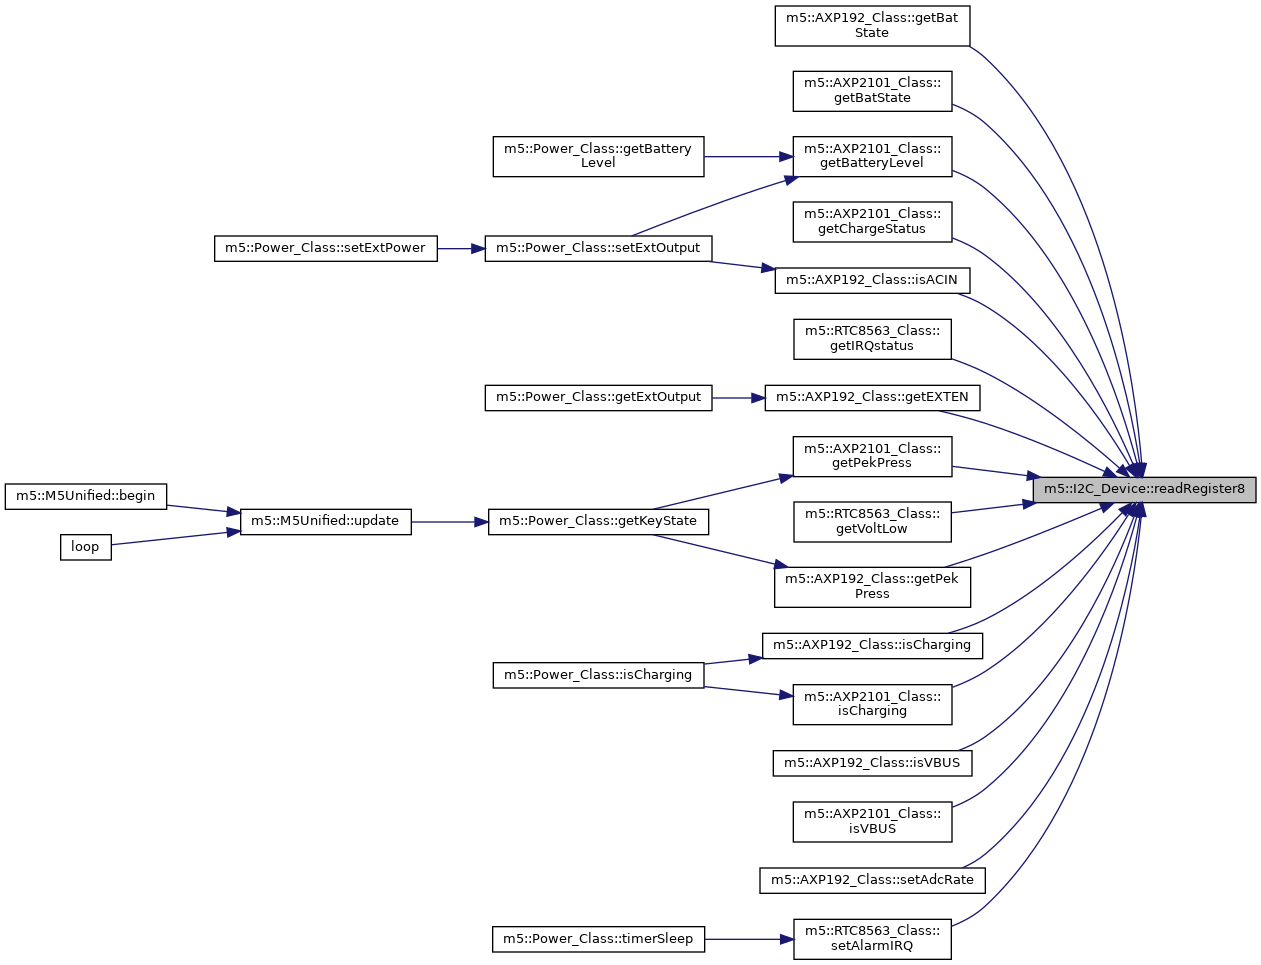 m5::AXP192_Class::getBat
State
m5::AXP2101_Class::
getBatState
m5::Power_Class::getBattery
Level
m5::AXP2101_Class::
getBatteryLevel
m5::AXP2101_Class::
getChargeStatus
m5::Power_Class::setExtPower
m5::Power_Class::setExtOutput
m5::AXP192_Class::isACIN
m5::RTC8563_Class::
getIRQstatus
m5::Power_Class::getExtOutput
m5::AXP192_Class::getEXTEN
m5::AXP2101_Class::
getPekPress
m5::I2C_Device::readRegister8
m5::M5Unified::begin
m5::RTC8563_Class::
getVoltLow
m5::M5Unified::update
m5::Power_Class::getKeyState
loop
m5::AXP192_Class::getPek
Press
m5::AXP192_Class::isCharging
m5::Power_Class::isCharging
m5::AXP2101_Class::
isCharging
m5::AXP192_Class::isVBUS
m5::AXP2101_Class::
isVBUS
m5::AXP192_Class::setAdcRate
m5::Power_Class::timerSleep
m5::RTC8563_Class::
setAlarmIRQ